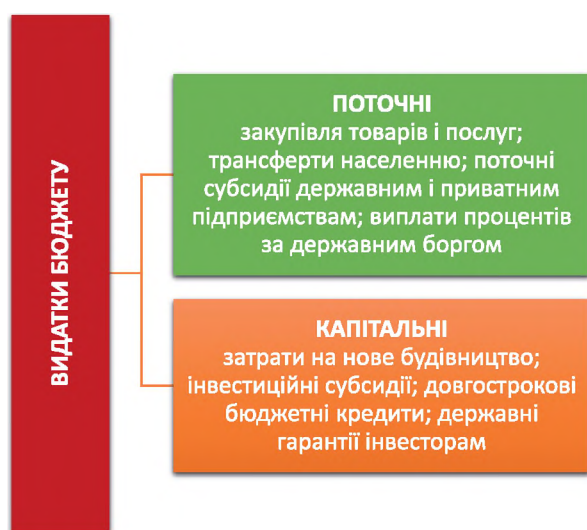 ВИДАТКИ БЮДЖЕТУ
ПОТОЧНІ
закупівля товарів і послуг;
трансферти населенню; поточні
субсидії державним і приватним
підприємствам; виплати процентів
за державним боргом
КАПІТАЛЬНІ
затрати на нове будівництво;
інвестиційні субсидії; довгострокові
бюджетні кредити; державні
гарантії інвесторам